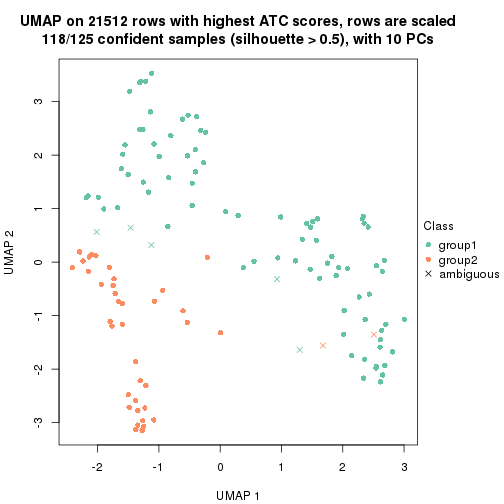 UMAP on 21512 rows with highest ATC scores, rows are scaled
118/125 confident samples (silhouette > 0.5), with 10 PCs
3
2
1
0
-1
-2
-3
UMAP 2
-2
-1
0
1
2
3
UMAP 1
Class
group1
group2
ambiguous